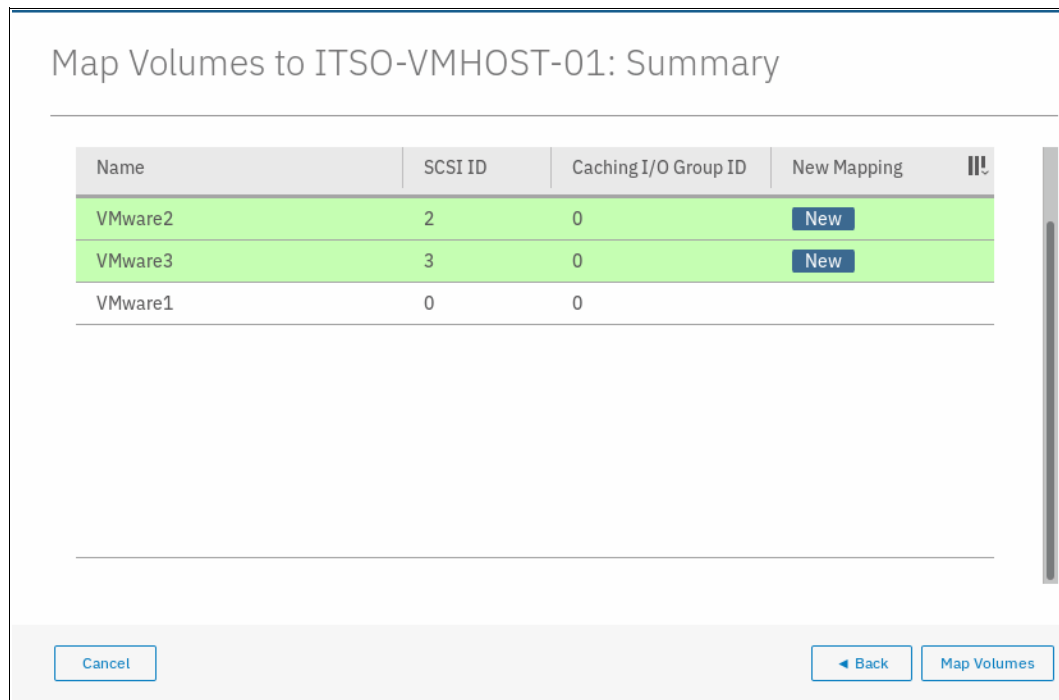 Map Volumes to ITSO-VMHOST-01: Summary
Name SCSI ID Caching I/O Group ID New Mapping
VMware2 2 0 New
VMware3 3 0 New
VMware1 0 0
Cancel ◄ Back Map Volumes